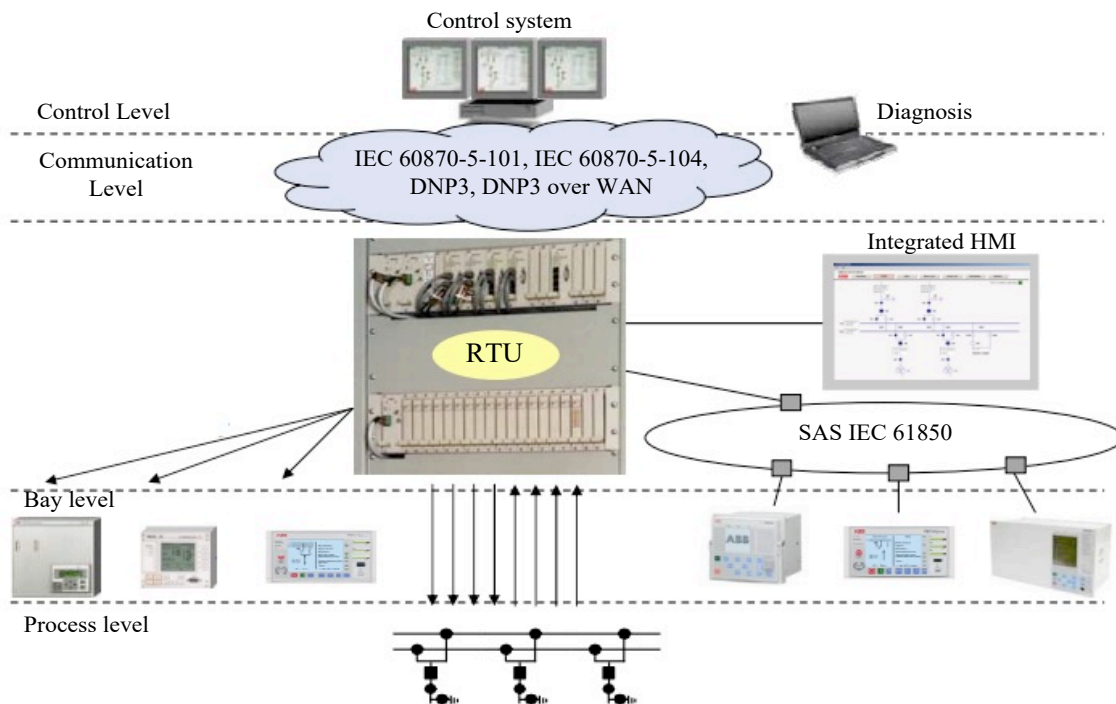 Control system
Control Level
Diagnosis
Communication
Level
IEC 60870-5-101, IEC 60870-5-104,
DNP3, DNP3 over WAN
Integrated HMI
RTU
SAS IEC 61850
Bay level
ABB
Process level